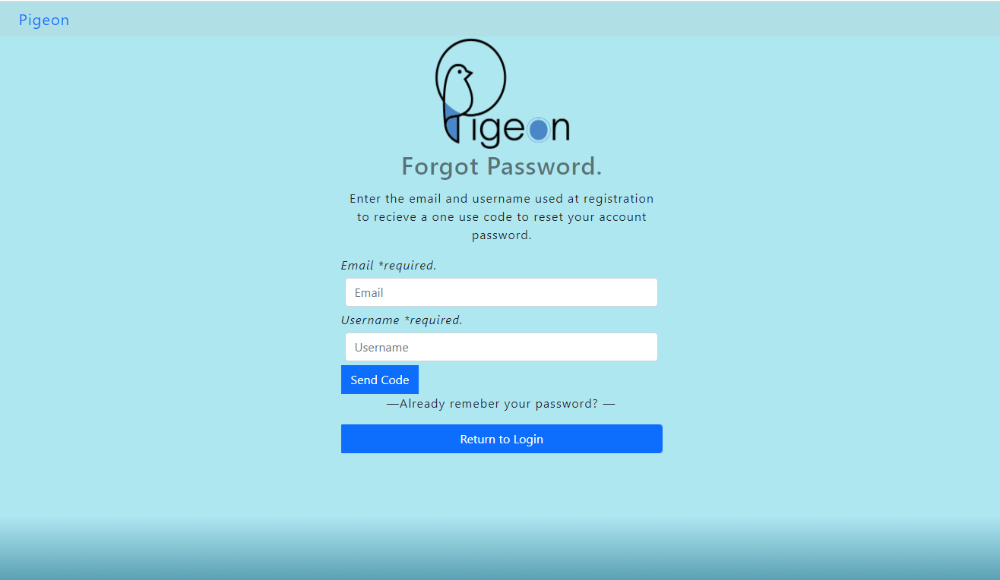 Pigeon
Pigeon
Forgot Password.
Enter the email and username used at registration
to recieve a one use code to reset your account
password.
Email *required.
Email
Username *required.
Username
Send Code
—Already remeber your password? —
Return to Login